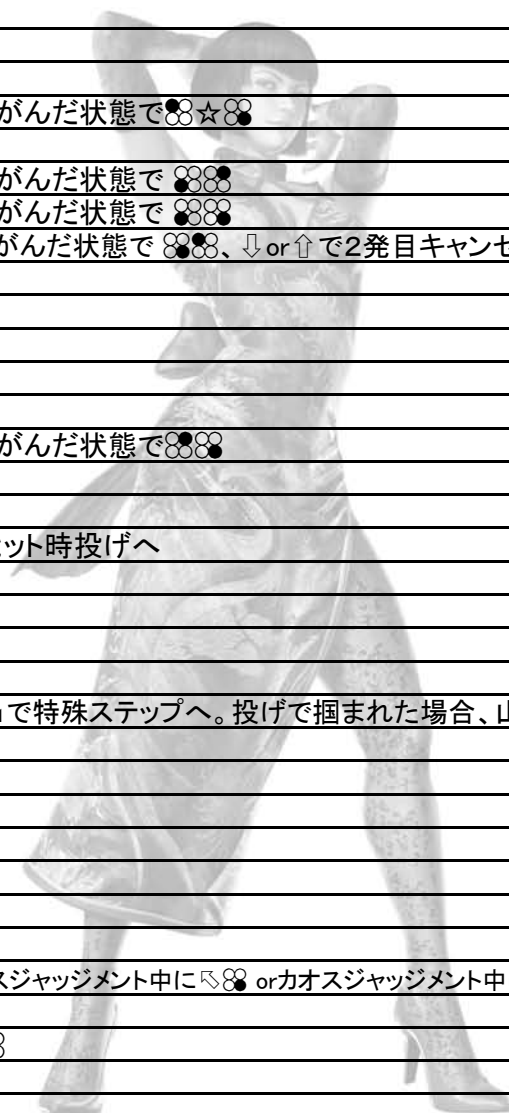 がんだ状態で☆
がんだ状態で
がんだ状態で
がんだ状態で 、⇩or⇧で2発目キャンセ
がんだ状態で
ット時投げへ
で特殊ステップへ。投げで掴まれた場合、
スジャッジメント中に⇖ orカオスジャッジメント中